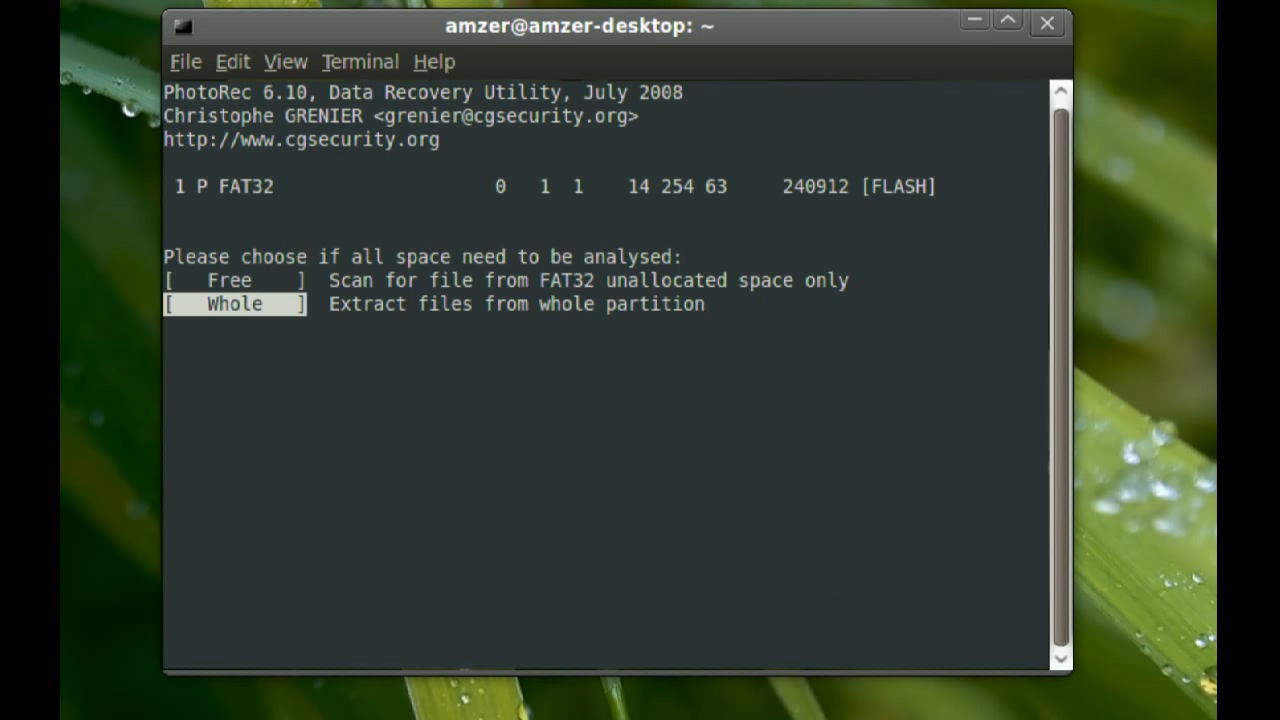 amzer@amzer-desktop: ~
File Edit View Terminal Help
PhotoRec 6.10, Data Recovery Utility, July 2008
Christophe GRENIER <grenier@cgsecurity.org>
http://www.cgsecurity.org
1 P FAT32 0 1 1 14 254 63 240912 [FLASH]
Please choose if all space need to be analysed:
[ Free ] Scan for file from FAT32 unallocated space only
[ Whole ] Extract files from whole partition